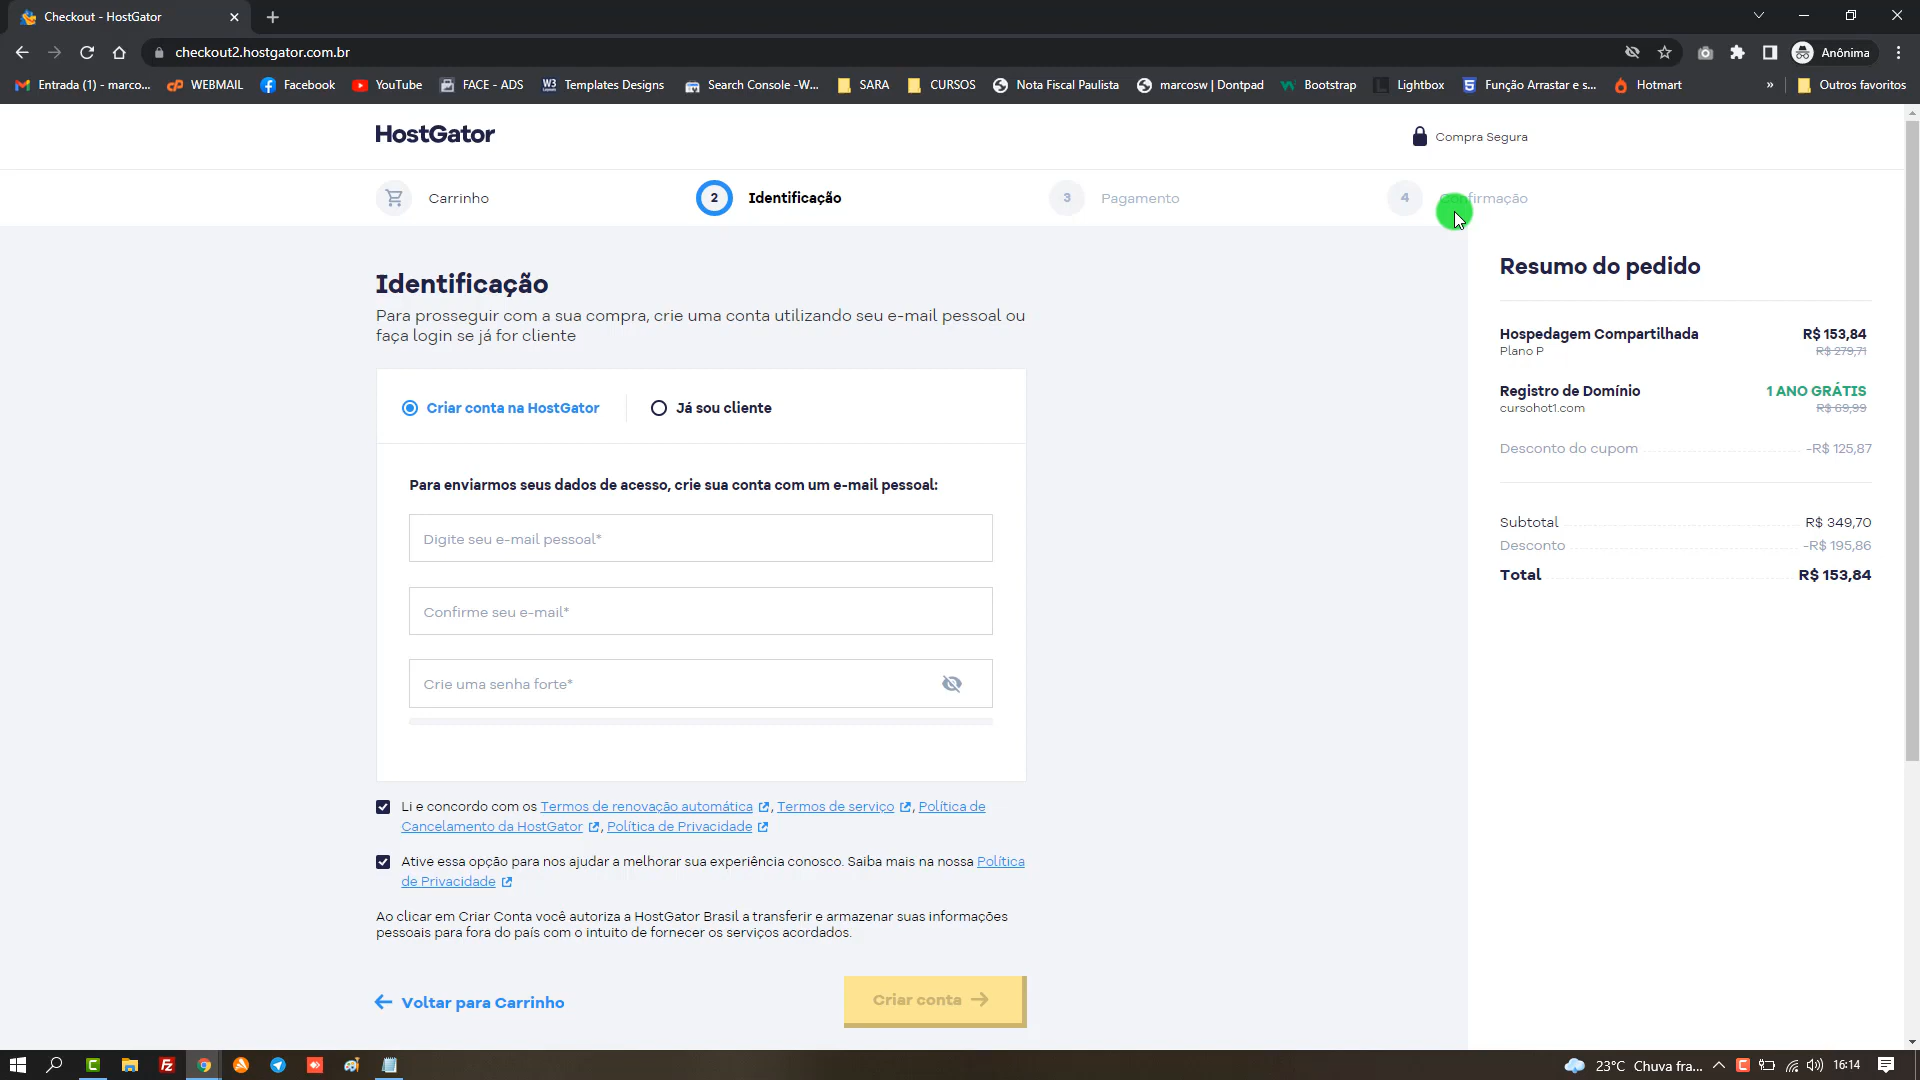 Checkout - HostGator
checkout2.hostgator.com.br
Anônima
Entrada (1) - marco...
WEBMAIL
Facebook
YouTube
FACE - ADS
Templates Designs
Search Console -W...
SARA
CURSOS
Nota Fiscal Paulista
marcosw | Dontpad
Bootstrap
Lightbox
Função Arrastar e s...
Hotmart
»
Outros favoritos
HostGator
Compra Segura
Carrinho
2 Identificação
3 Pagamento
4 Confirmação
Identificação
Para prosseguir com a sua compra, crie uma conta utilizando seu e-mail pessoal ou
faça login se já for cliente
Criar conta na HostGator
Já sou cliente
Para enviarmos seus dados de acesso, crie sua conta com um e-mail pessoal:
Digite seu e-mail pessoal*
Confirme seu e-mail*
Crie uma senha forte*
Li e concordo com os Termos de renovação automática , Termos de serviço , Política de
Cancelamento da HostGator , Política de Privacidade
Ative essa opção para nos ajudar a melhorar sua experiência conosco. Saiba mais na nossa Política
de Privacidade
Ao clicar em Criar Conta você autoriza a HostGator Brasil a transferir e armazenar suas informações
pessoais para fora do país com o intuito de fornecer os serviços acordados.
Voltar para Carrinho
Criar conta
Resumo do pedido
Hospedagem Compartilhada R$ 153,84
Plano P R$ 279,71
Registro de Domínio 1 ANO GRÁTIS
cursohot1.com R$ 69,99
Desconto do cupom -R$ 125,87
Subtotal R$ 349,70
Desconto -R$ 195,86
Total R$ 153,84
23°C Chuva fra...
16:14